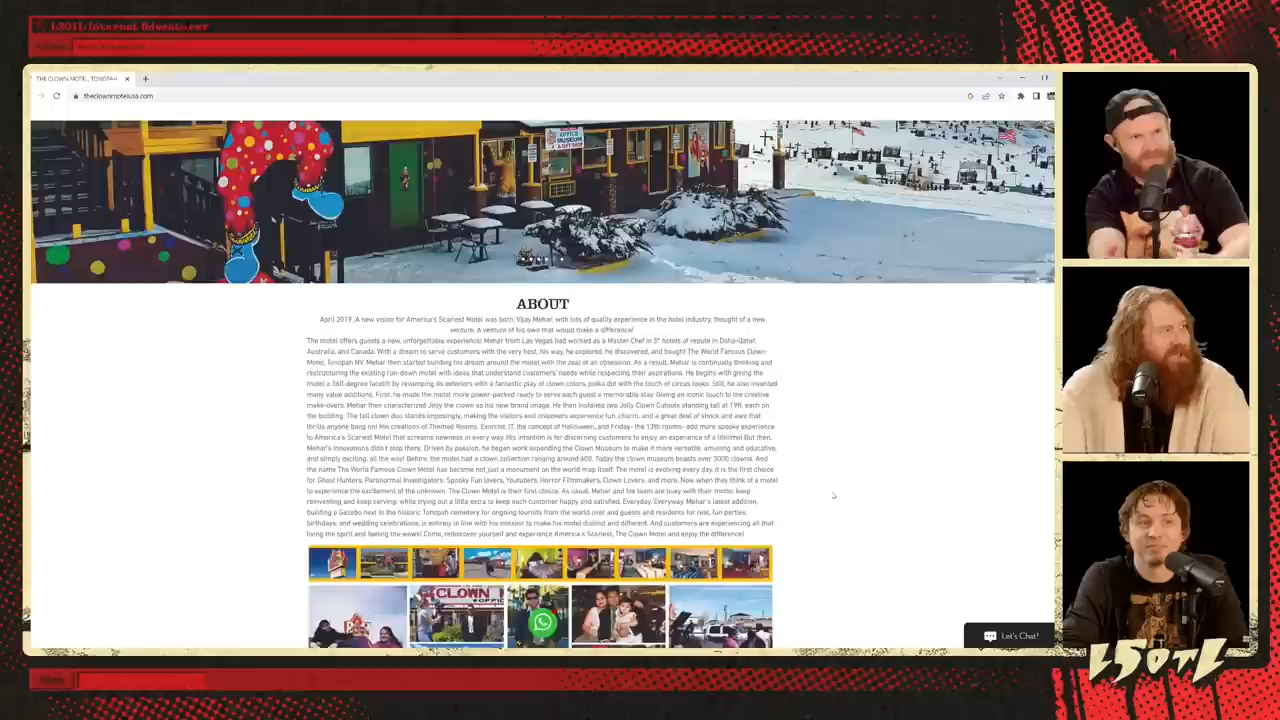 L5OTL Internet Adventurer
THE CLOWN MOTEL, TONOPAH
theclownmotelusa.com
OFFICE
MUSEUM
& GIFT SHOP
ABOUT
April 2019. A new vision for America's Scariest Motel was born. Vijay Mehar, with lots of quality experience in the hotel industry, thought of a new
venture. A venture of his own that would make a difference!
The motel offers guests a new, unforgettable experience! Mehar from Las Vegas had worked as a Master Chef in 5* hotels of repute in Doha-Qatar,
Australia, and Canada. With a dream to serve customers with the very best, his way, he explored, he discovered, and bought The World Famous Clown
Motel, Tonopah NV. Mehar then started building his dream around the motel with the zeal of an obsession. As a result, Mehar is continually thinking and
restructuring the existing run-down motel with ideas that understand customers' needs while respecting their aspirations. He begins with giving the
motel a 360-degree facelift by revamping its exteriors with a fantastic play of clown colors, polka dot with the touch of circus looks. Still, he also invented
many value additions. First, he made the motel more power-packed ready to serve each guest a memorable stay. Giving an iconic touch to the creative
make-overs, Mehar then characterized Jolly the clown as his new brand image. He then installed two Jolly Clown Cutouts standing tall at 19ft, each on
the building. The tall clown duo stands imposingly, making the visitors and onlookers experience fun, charm, and a great deal of shock and awe that
thrills anyone bang on! His creations of Themed Rooms, Exorcist, IT, the concept of Halloween, and Friday- the 13th rooms- add more spooky experience
to America's Scariest Motel that screams newness in every way. His intention is for discerning customers to enjoy an experience of a lifetime! But then,
Mehar's innovations didn't stop there. Driven by passion, he began work expanding the Clown Museum to make it more versatile, amusing and educative,
and simply exciting, all the way! Before, the motel had a clown collection ranging around 600. Today the clown museum boasts over 3000 clowns. And
the name The World Famous Clown Motel has become not just a monument on the world map itself. The motel is evolving every day. It is the first choice
for Ghost Hunters, Paranormal Investigators, Spooky Fun lovers, Youtubers, Horror Filmmakers, Clown Lovers, and more. Now when they think of a motel
to experience the excitement of the unknown, The Clown Motel is their first choice. As usual, Mehar and his team are busy with their motto: keep
reinventing and keep serving, while trying out a little extra to keep each customer happy and satisfied. Everyday. Everyway. Mehar's latest addition,
building a Gazebo next to the historic Tonopah cemetery for ongoing tourists from the world over and guests and residents for rest, fun parties,
birthdays, and wedding celebrations, is entirely in line with his mission to make his motel distinct and different. And customers are experiencing all that
living the spirit and feeling the wows! Come, rediscover yourself and experience America's Scariest, The Clown Motel and enjoy the difference!
CLOWN
OFFIC
Let's Chat!
L5OTL